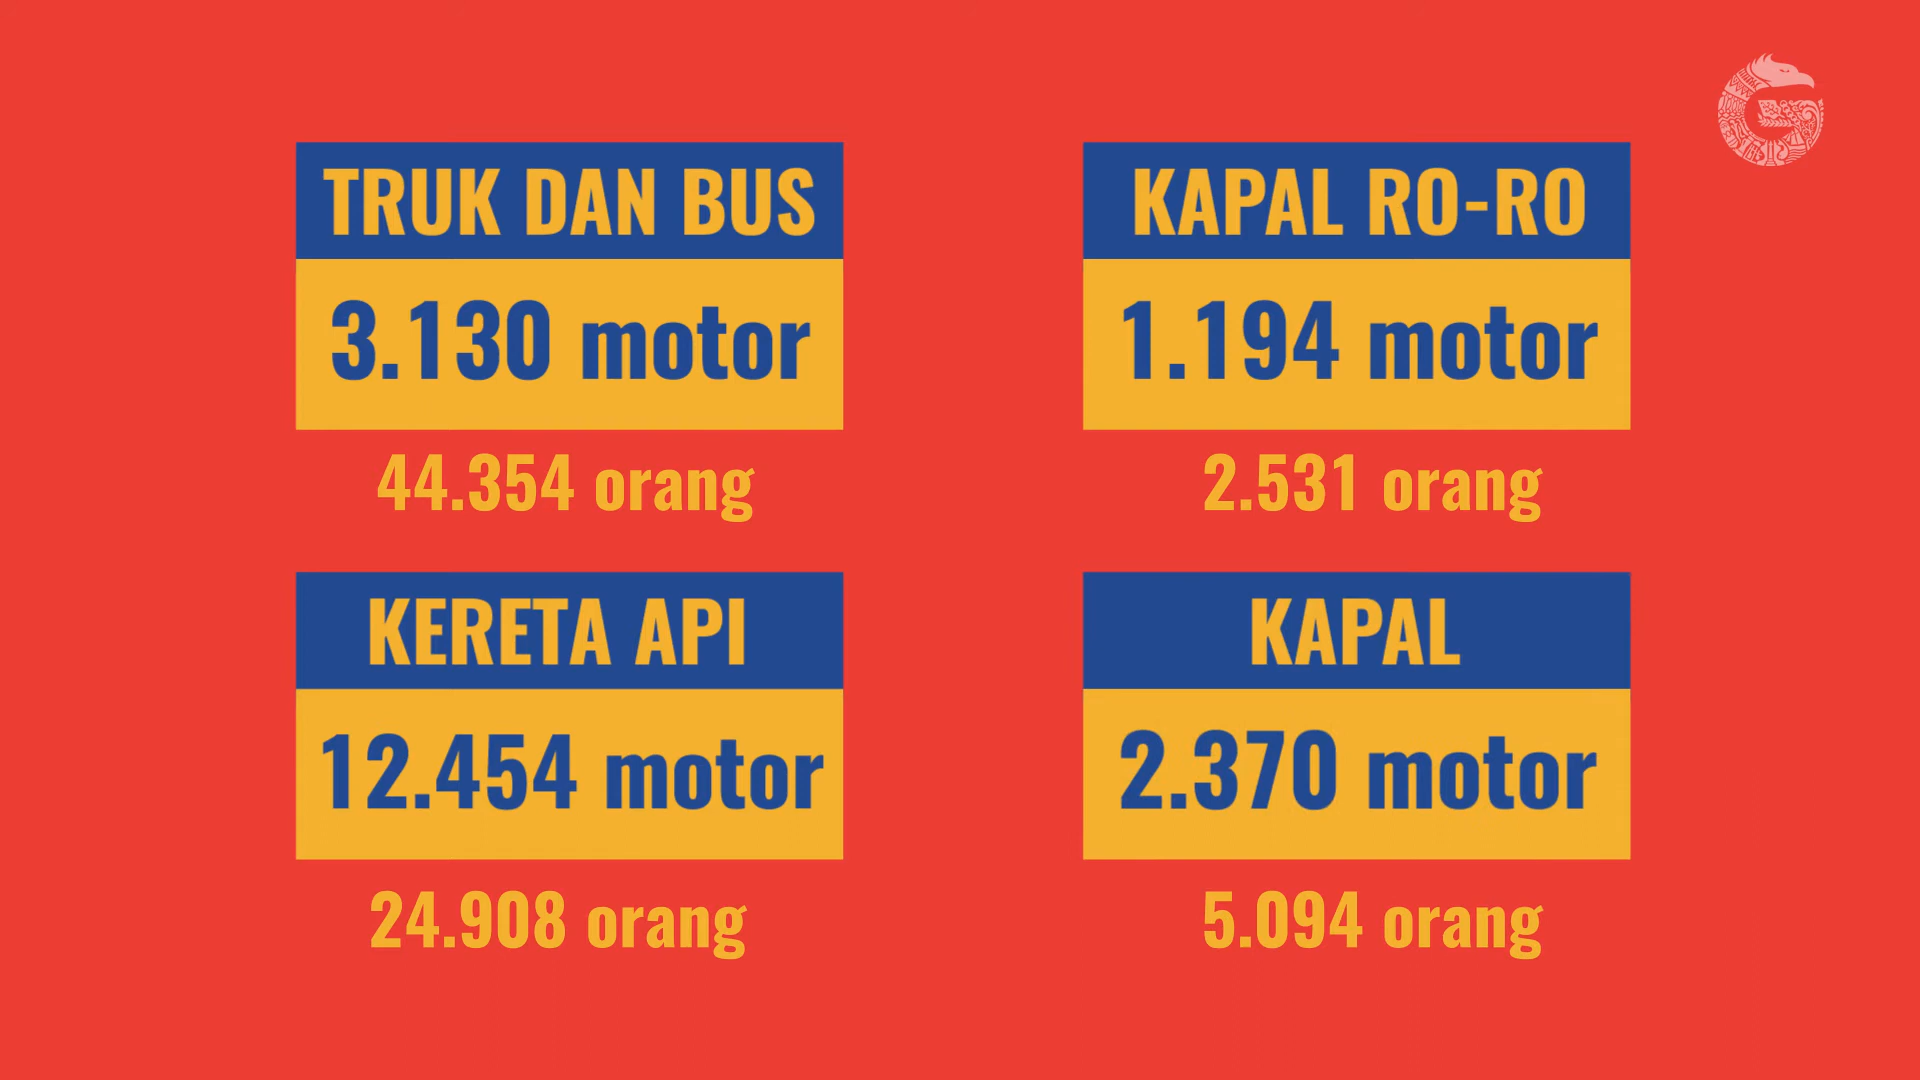 TRUK DAN BUS
3.130 motor
44.354 orang
KAPAL RO-RO
1.194 motor
2.531 orang
KERETA API
12.454 motor
24.908 orang
KAPAL
2.370 motor
5.094 orang